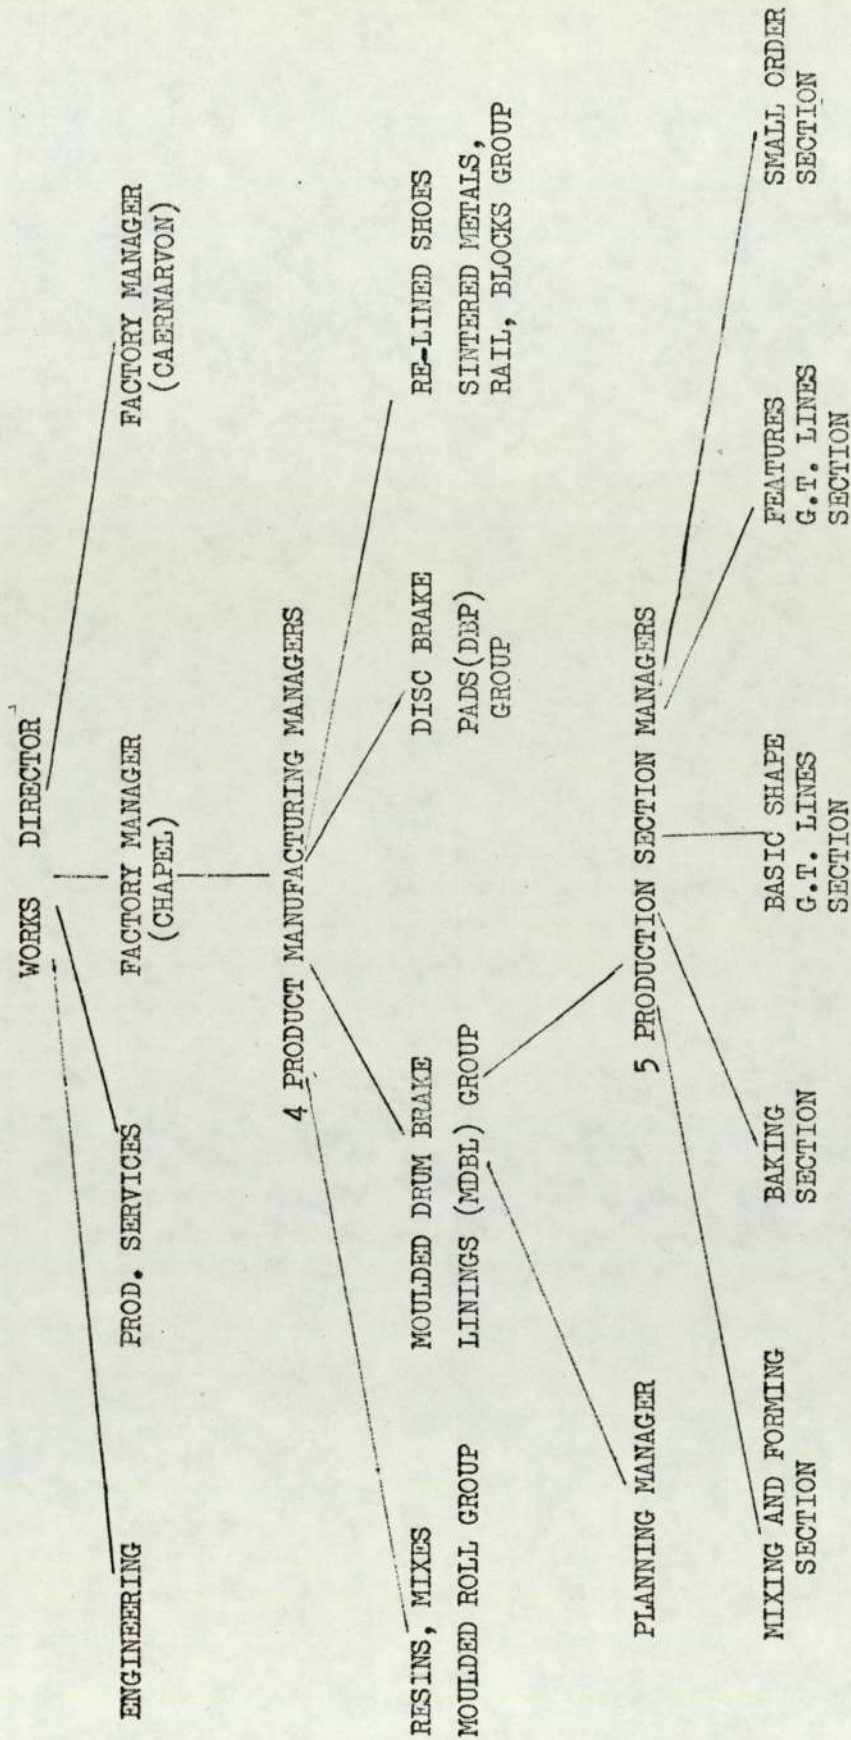 WORKS DIRECTOR
ENGINEERING
PROD. SERVICES
FACTORY MANAGER
(CHAPEL)
FACTORY MANAGER
(CAERNARVON)
4 PRODUCT MANUFACTURING MANAGERS
RESINS, MIXES
MOULDED ROLL GROUP
MOULDED DRUM BRAKE
LININGS (MDBL) GROUP
DISC BRAKE
PADS(DBP)
GROUP
RE-LINED SHOES
SINTERED METALS,
RAIL, BLOCKS GROUP
PLANNING MANAGER
5 PRODUCTION SECTION MANAGERS
MIXING AND FORMING
SECTION
BAKING
SECTION
BASIC SHAPE
G.T. LINES
SECTION
FEATURES
G.T. LINES
SECTION
SMALL ORDER
SECTION